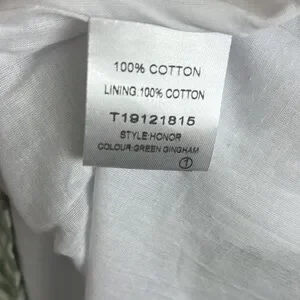 100% COTTON
LINING:100% COTTON
T19121815
STYLE:HONOR
COLOUR:GREEN GINGHAM
1